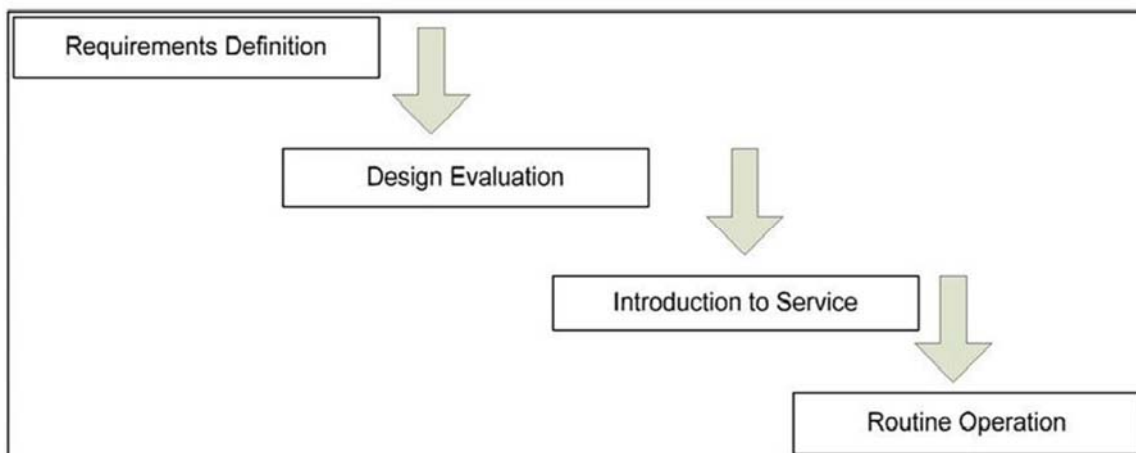 Requirements Definition
Design Evaluation
Introduction to Service
Routine Operation